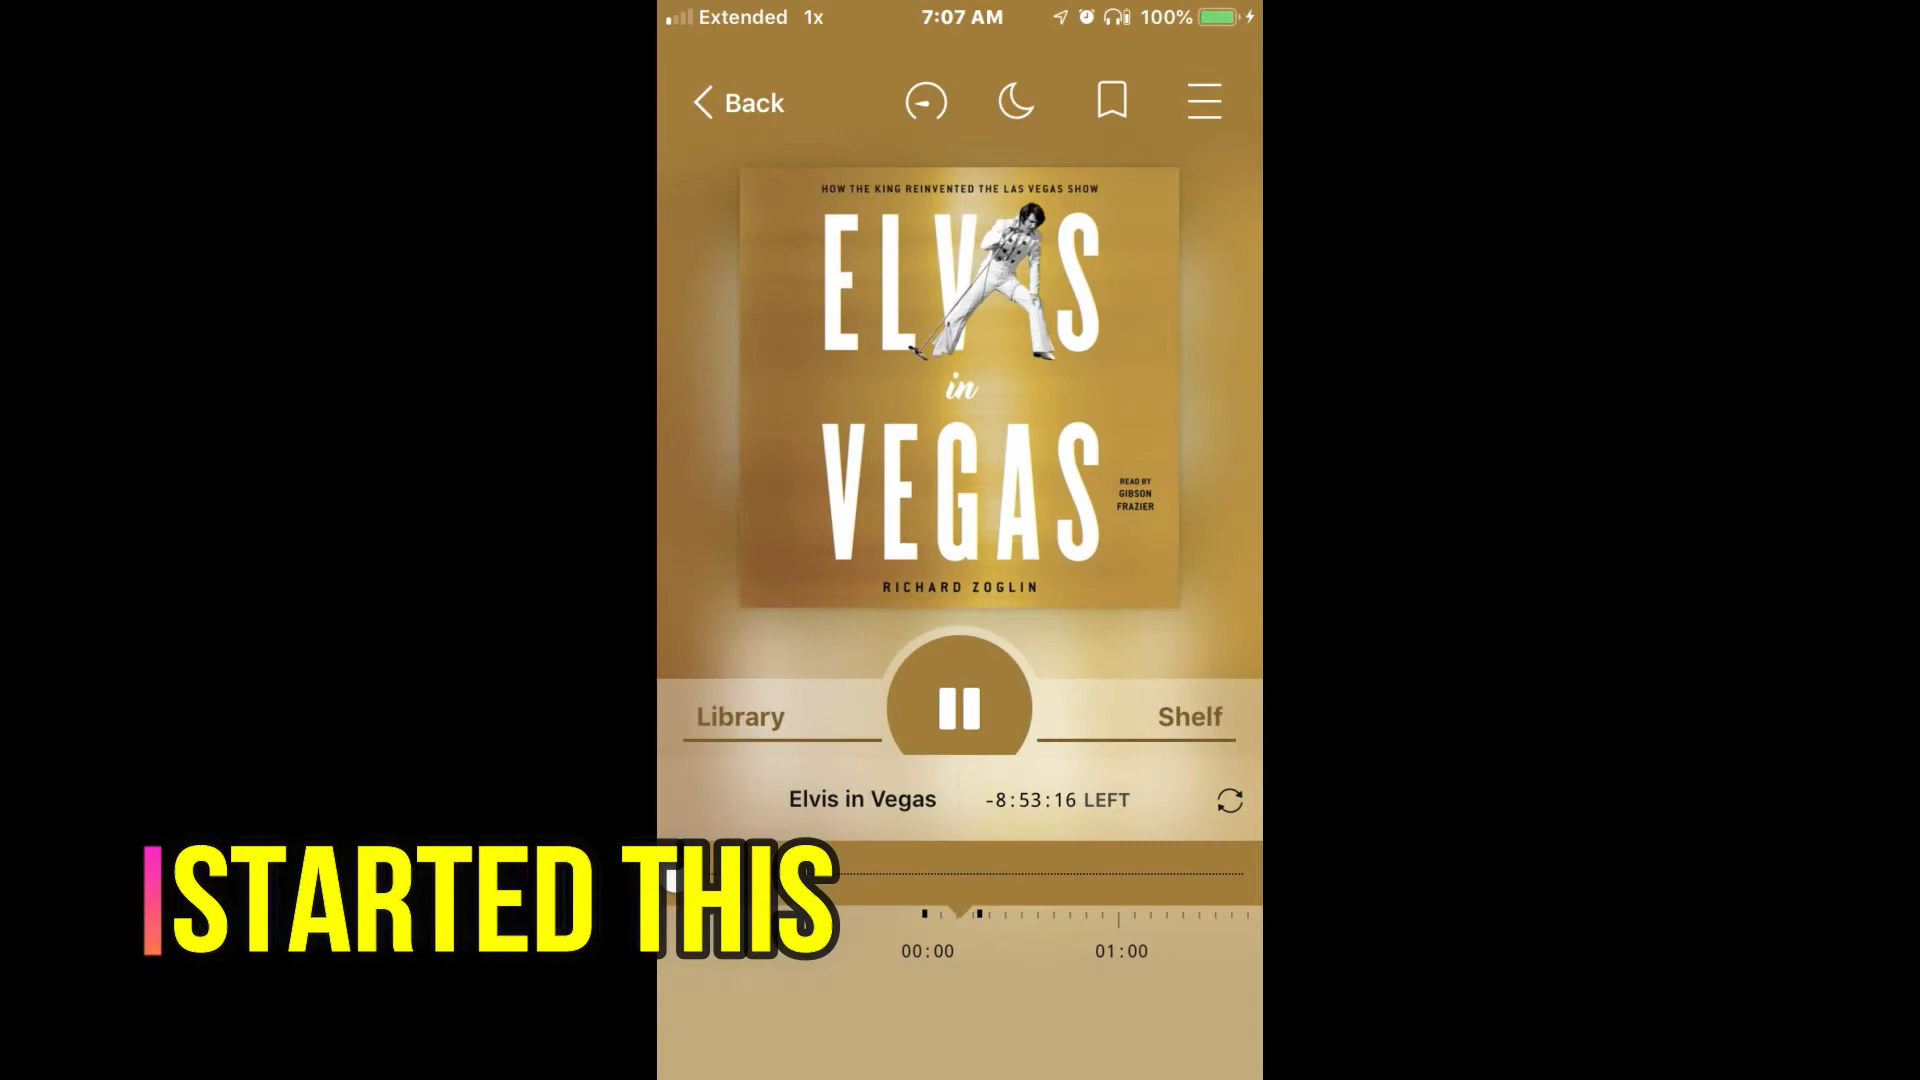 Extended 1x 7:07 AM 100%
Back
HOW THE KING REINVENTED THE LAS VEGAS SHOW
ELVIS
in
VEGAS
READ BY
GIBSON
FRAZIER
RICHARD ZOGLIN
Library Shelf
Elvis in Vegas -8:53:16 LEFT
STARTED THIS
00:00 01:00